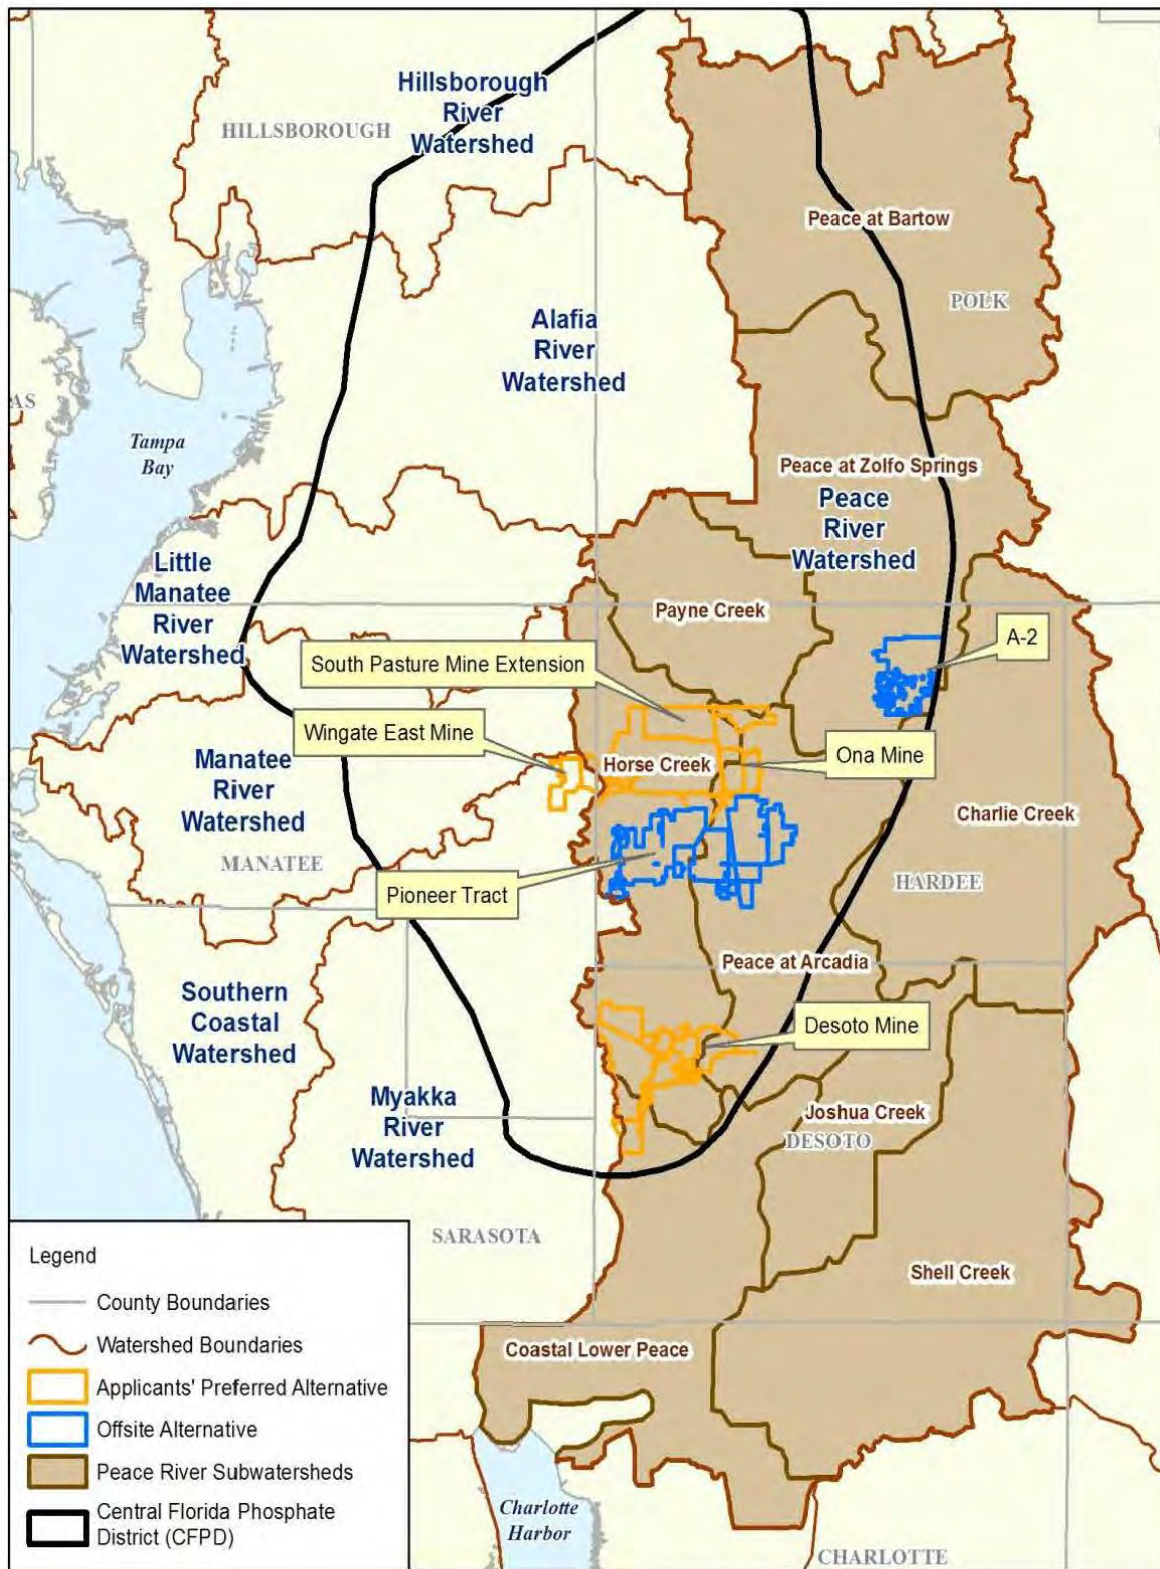 Hillsborough
River
Watershed
HILLSBOROUGH
Peace at Bartow
POLK
Alafia
River
Watershed
AS
Tampa
Bay
Peace at Zolfo Springs
Peace
River
Watershed
Little
Manatee
River
Watershed
Payne Creek
A-2
South Pasture Mine Extension
Wingate East Mine
Horse Creek
Ona Mine
Manatee
River
Watershed
MANATEE
Charlie Creek
HARDEE
Pioneer Tract
Peace at Arcadia
Southern
Coastal
Watershed
Desoto Mine
Myakka
River
Watershed
Joshua Creek
DESOTO
SARASOTA
Shell Creek
Coastal Lower Peace
Charlotte
Harbor
CHARLOTTE
Legend
County Boundaries
Watershed Boundaries
Applicants' Preferred Alternative
Offsite Alternative
Peace River Subwatersheds
Central Florida Phosphate
District (CFPD)